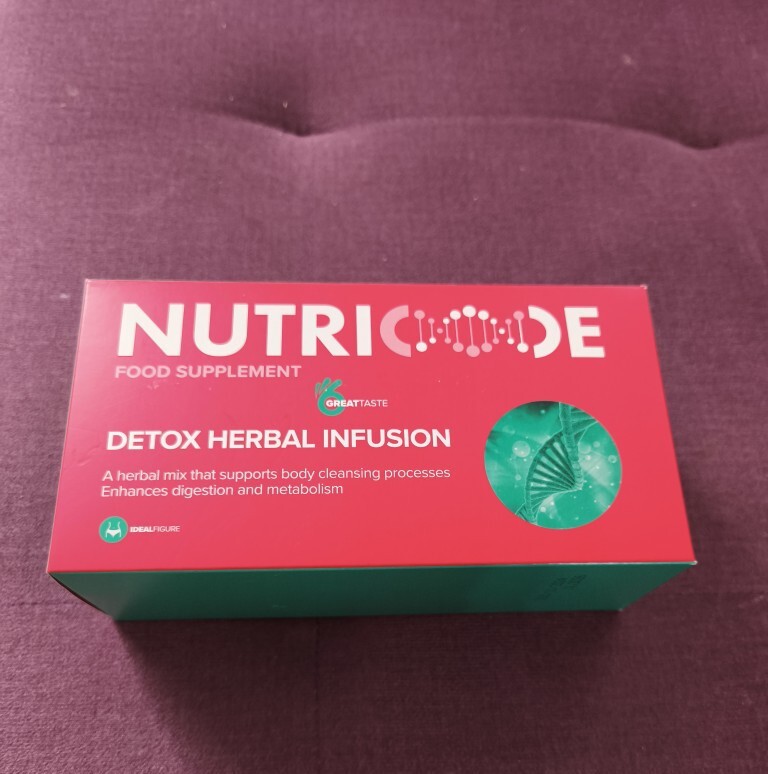 NUTRICODE
FOOD SUPPLEMENT
GREATTASTE
DETOX HERBAL INFUSION
A herbal mix that supports body cleansing processes
Enhances digestion and metabolism
IDEALFIGURE